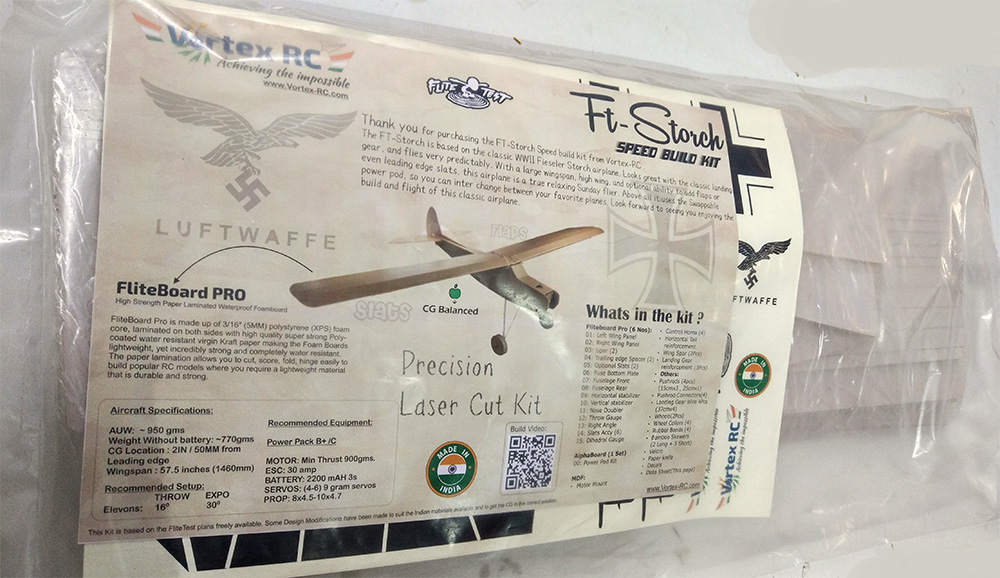 Vortex RC
Achieving the impossible
www.Vortex-RC.com
FLITE TEST
Ft-Storch
SPEED BUILD KIT
Thank you for purchasing the FT-Storch Speed build kit from Vortex-RC.
The FT-Storch is based on the classic WWII Fieseler Storch airplane. Looks great with the classic landing
gear, and flies very predictably. With a large wingspan, high wing, and optional ability to add flaps or
even leading edge slats, this airplane is a true relaxing Sunday flier. Above all it uses the Swappable
power pod, so you can inter change between your favorite planes. Look forward to seeing you enjoying the
build and flight of this classic airplane.
LUFTWAFFE
Flaps
Slats
CG Balanced
FliteBoard PRO
High Strength Paper Laminated Waterproof Foamboard
FliteBoard Pro is made up of 3/16" (5MM) polystyrene (XPS) foam
core, laminated on both sides with high quality super strong Poly-
coated water resistant virgin Kraft paper making the Foam Boards
lightweight, yet incredibly strong and completely water resistant.
The paper lamination allows you to cut, score, fold, hinge easily to
build popular RC models where you require a lightweight material
that is durable and strong.
Precision
Laser Cut Kit
Aircraft Specifications:
AUW: ~ 950 gms
Weight Without battery: ~770gms
CG Location : 2IN / 50MM from
Leading edge
Wingspan : 57.5 inches (1460mm)
Recommended Setup:
THROW EXPO
Elevons: 16° 30°
Recommended Equipment:
Power Pack B+ /C
MOTOR: Min Thrust 900gms.
ESC: 30 amp
BATTERY: 2200 mAH 3s
SERVOS: (4-6) 9 gram servos
PROP: 8x4.5-10x4.7
MADE IN
INDIA
Build Video:
Whats in the kit ?
Fliteboard Pro (6 Nos):
01: Left Wing Panel
02: Right Wing Panel
03: Spar (2)
04: Trailing edge Spacer (2)
05: Optional Slats (2)
06: Fuse Bottom Plate
07: Fuselage Front
08: Fuselage Rear
09: Horizontal stabilizer
10: Vertical stabilizer
11: Nose Doubler
12: Throw Gauge
13: Right Angle
14: Slats Accy (6)
15: Dihedral Gauge
AlphaBoard (1 Set)
00: Power Pod Kit
MDF:
• Motor Mount
• Control Horns (4)
• Horizontal Tail
reinforcement
• Wing Spar (2Pcs)
• Landing Gear
reinforcement (3Pcs)
• Others:
• Pushrods (4pcs)
• Pushrod Connectors(4)
• Landing Gear Wire 4Pcs
(37cmx4)
• Wheels(2Pcs)
• Wheel Collars (4)
• Rubber Bands (4)
• Bamboo Skewers
(2 Long + 3 Short)
• Velcro
• Paper knife
• Decals
• Data Sheet(This page)
www.Vortex-RC.com
This Kit is based on the FliteTest plans freely available. Some Design Modifications have been made to suit the Indian materials available and to get the CG in the correct position.
FTWAFFE
MADE IN
INDIA
Vortex RC
Achieving the impossible